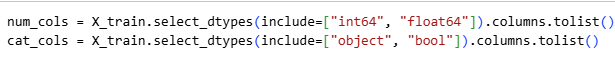 num_cols = X_train.select_dtypes(include=["int64", "float64"]).columns.tolist()
cat_cols = X_train.select_dtypes(include=["object", "bool"]).columns.tolist()